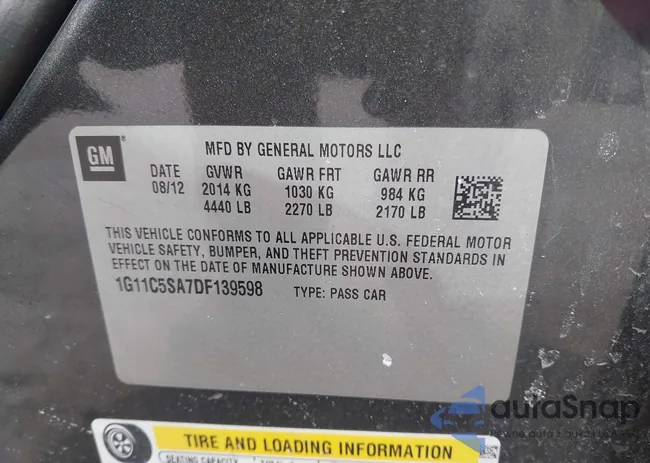 GM
MFD BY GENERAL MOTORS LLC
DATE GVWR GAWR FRT GAWR RR
08/12 2014 KG 1030 KG 984 KG
4440 LB 2270 LB 2170 LB
THIS VEHICLE CONFORMS TO ALL APPLICABLE U.S. FEDERAL MOTOR
VEHICLE SAFETY, BUMPER, AND THEFT PREVENTION STANDARDS IN
EFFECT ON THE DATE OF MANUFACTURE SHOWN ABOVE.
1G11C5SA7DF139598 TYPE: PASS CAR
autaSnap
TIRE AND LOADING INFORMATION
SEATING CAPACITY